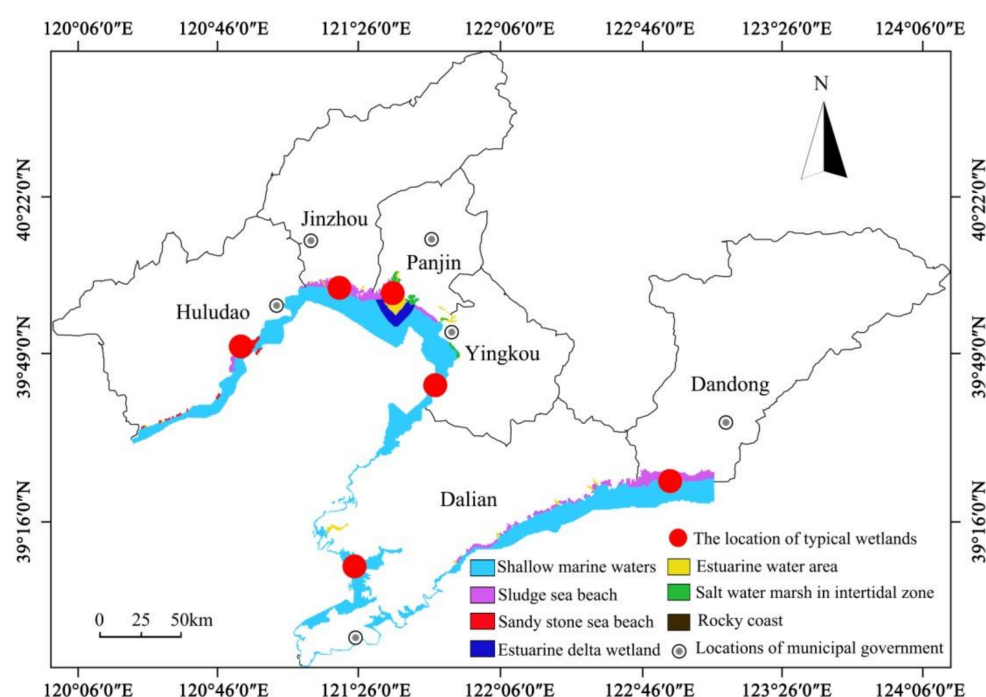 120°06′0″E 120°46′0″E 121°26′0″E 122°06′0″E 122°46′0″E 123°26′0″E 124°06′0″E
N
40°22′0″N
40°22′0″N
Jinzhou
Panjin
Huludao
Yingkou
39°49′0″N
39°49′0″N
Dandong
Dalian
39°16′0″N
39°16′0″N
The location of typical wetlands
Shallow marine waters
Estuarine water area
Sludge sea beach
Salt water marsh in intertidal zone
Sandy stone sea beach
Rocky coast
Estuarine delta wetland
Locations of municipal government
0 25 50km
120°06′0″E 120°46′0″E 121°26′0″E 122°06′0″E 122°46′0″E 123°26′0″E 124°06′0″E